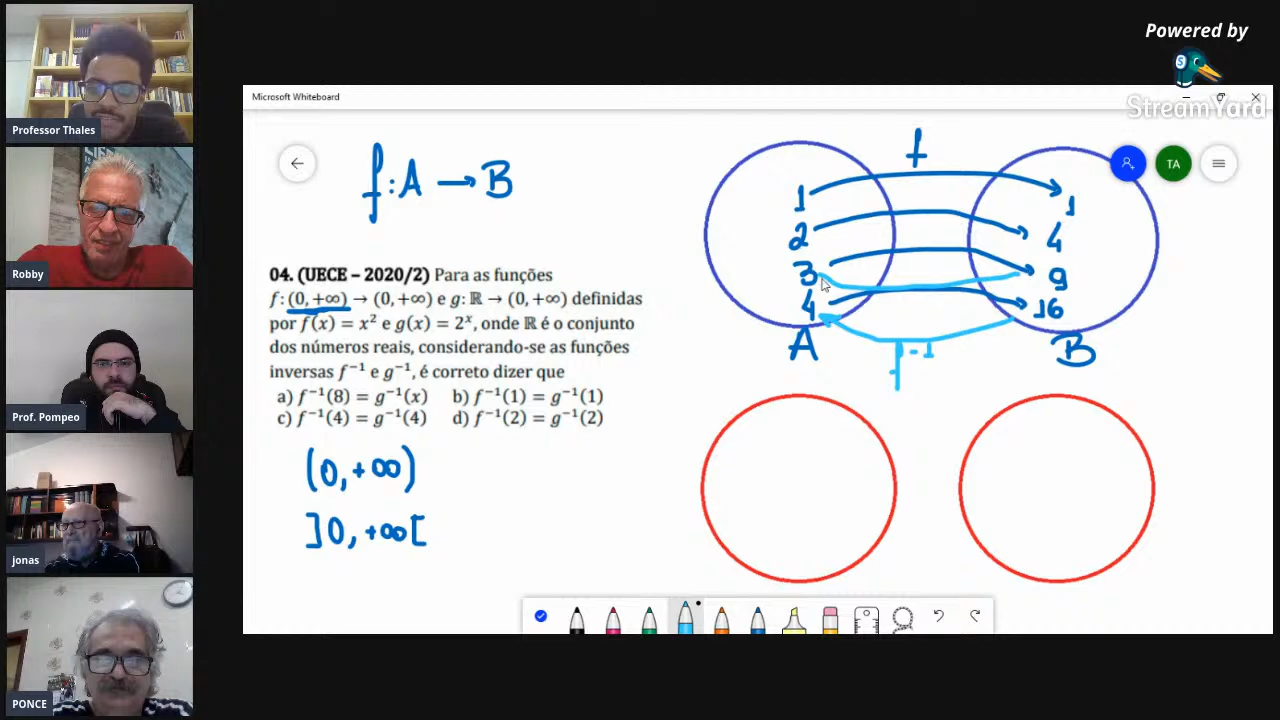 Powered by
StreamYard
Professor Thales
Robby
Prof. Pompeo
jonas
PONCE
Microsoft Whiteboard
TA
f: A → B
04. (UECE – 2020/2) Para as funções
f: (0, +∞) → (0, +∞) e g: ℝ → (0, +∞) definidas
por f(x) = x² e g(x) = 2ˣ, onde ℝ é o conjunto
dos números reais, considerando-se as funções
inversas f⁻¹ e g⁻¹, é correto dizer que
a) f⁻¹(8) = g⁻¹(x) b) f⁻¹(1) = g⁻¹(1)
c) f⁻¹(4) = g⁻¹(4) d) f⁻¹(2) = g⁻¹(2)
(0, +∞)
]0, +∞[
f
1 1
2 4
3 9
4 16
A B
f⁻¹